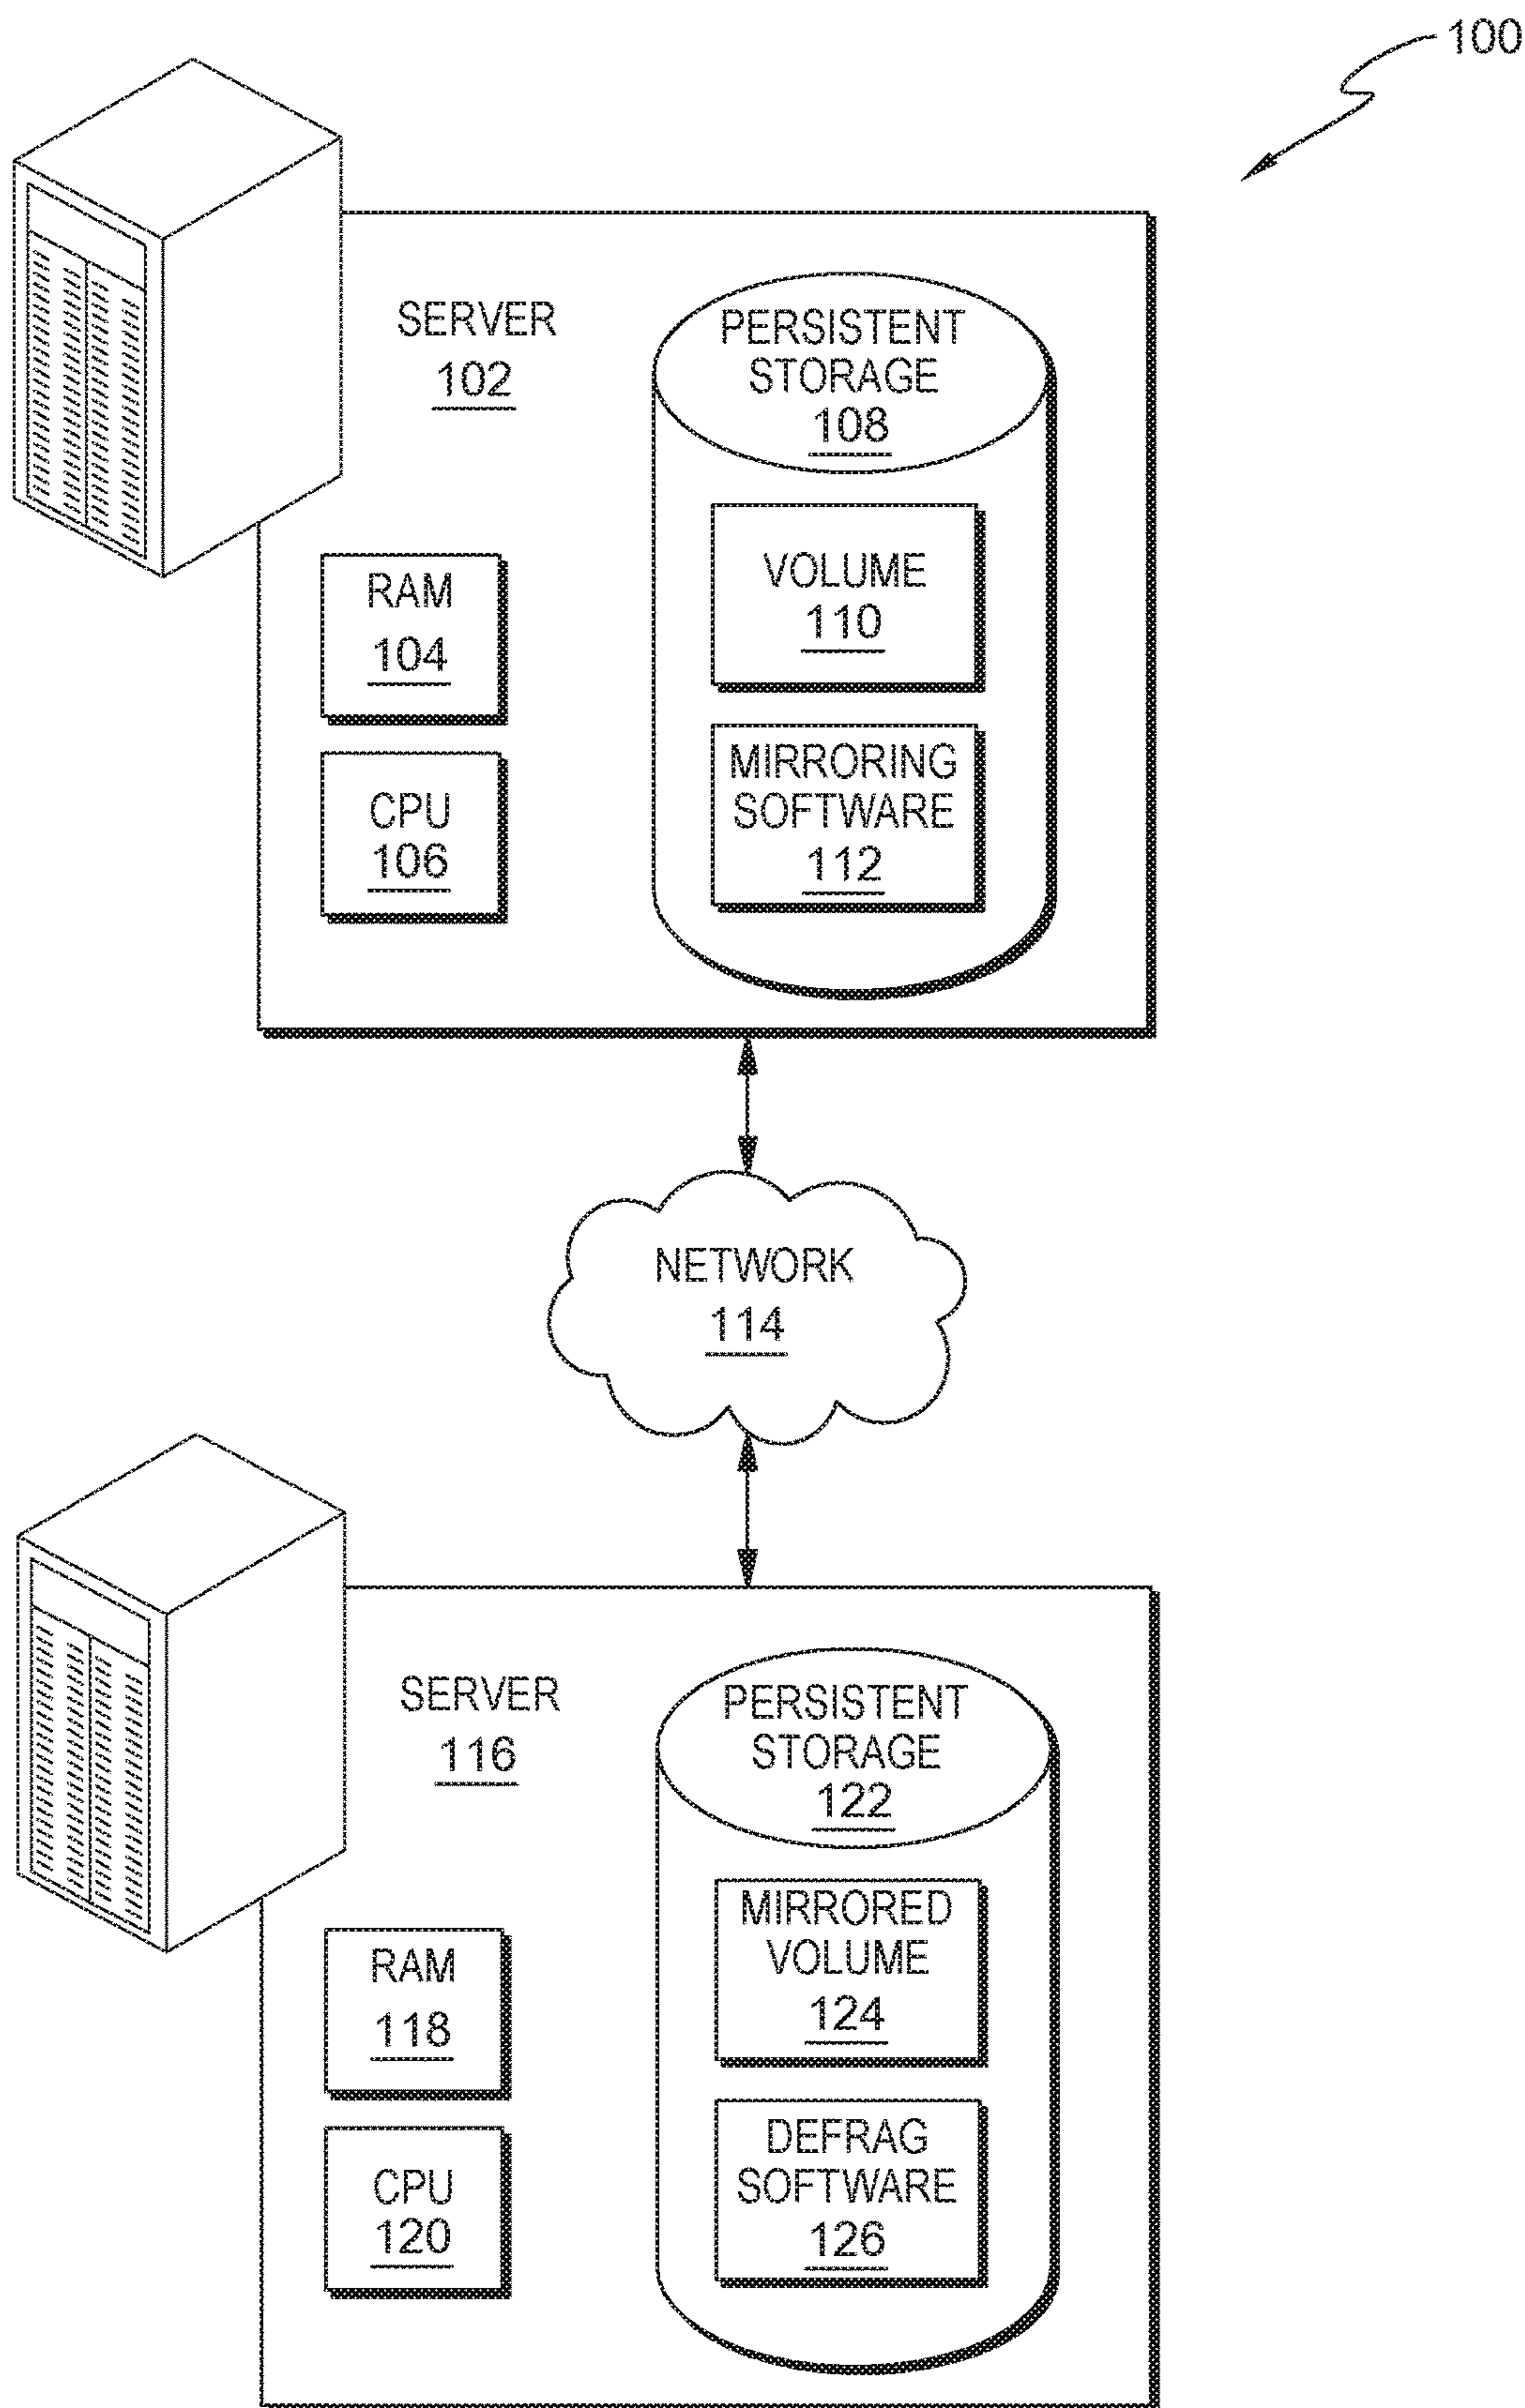 100
SERVER
102
PERSISTENT
STORAGE
108
VOLUME
110
RAM
104
MIRRORING
SOFTWARE
112
CPU
106
NETWORK
114
SERVER
116
PERSISTENT
STORAGE
122
MIRRORED
VOLUME
124
RAM
118
DEFRAG
SOFTWARE
126
CPU
120